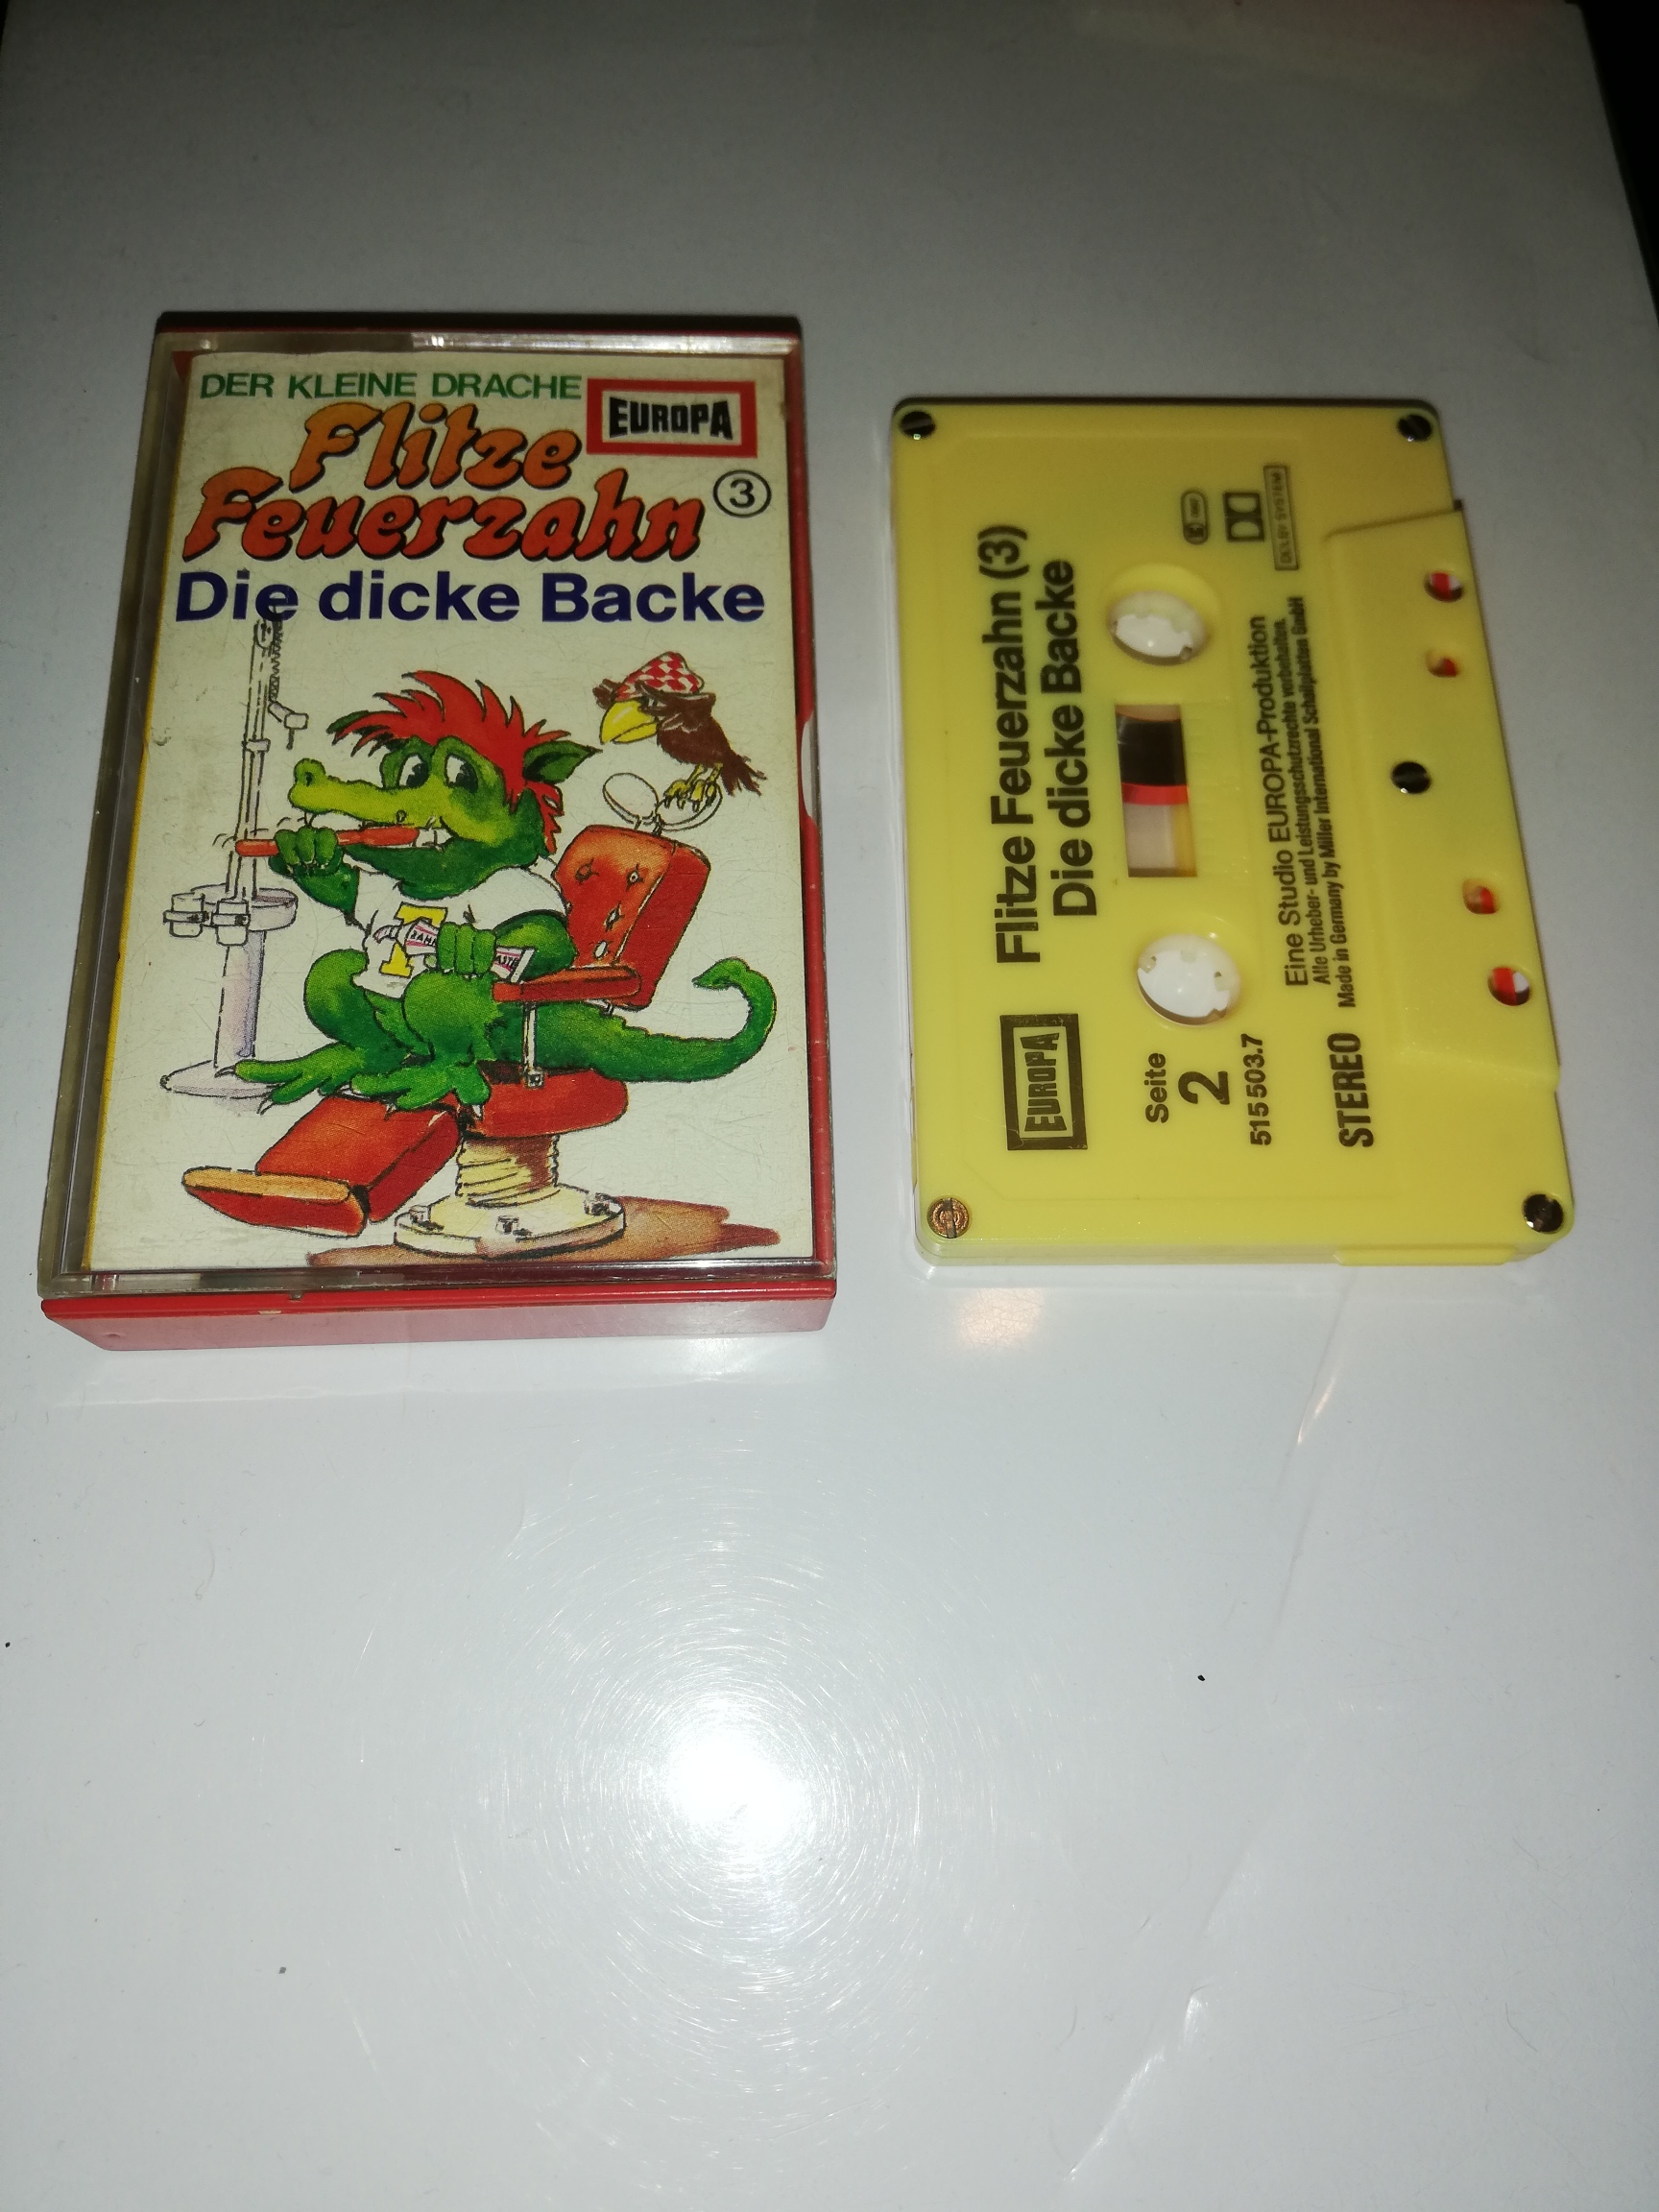 DER KLEINE DRACHE
EUROPA
Flitze
Feuerzahn
3
Die dicke Backe
EUROPA
Flitze Feuerzahn (3)
Die dicke Backe
Seite
2
515 503.7
DOLBY SYSTEM
Eine Studio EUROPA-Produktion
Alle Urheber- und Leistungsschutzrechte vorbehalten.
Made in Germany by Miller International Schallplatten GmbH
STEREO